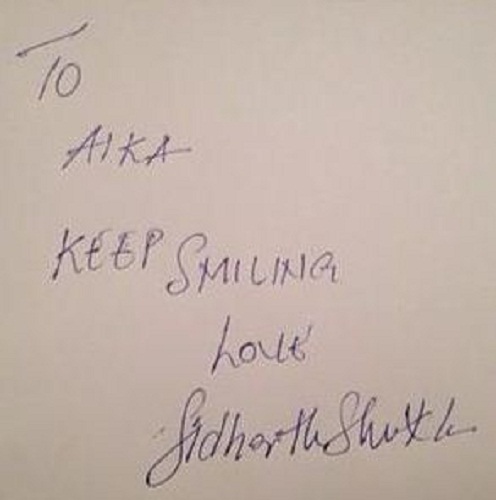 To
AIKA
KEEP SMILING
Love
Sidharth Shukla